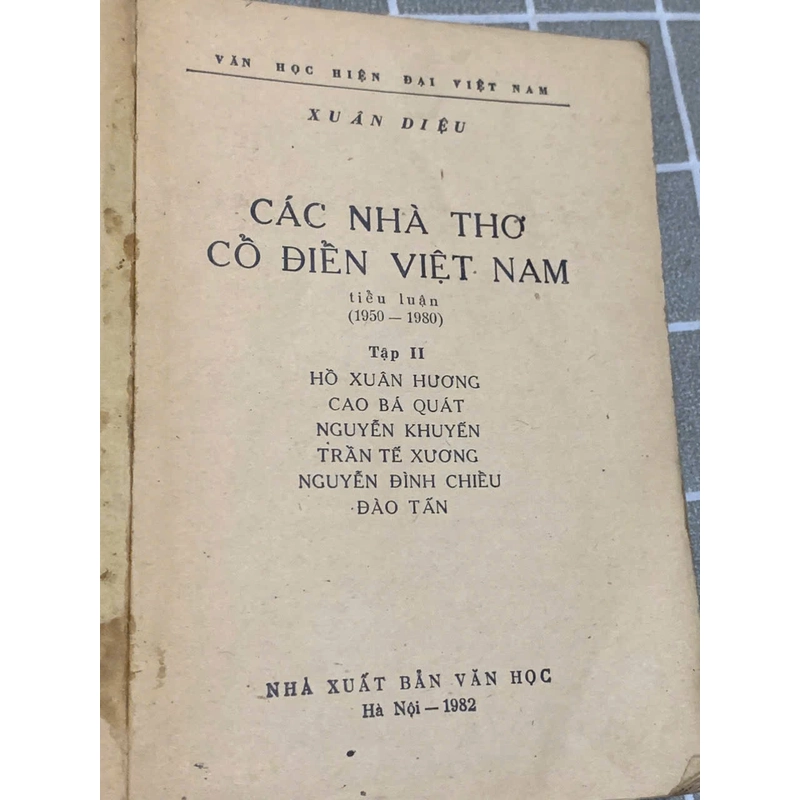 VĂN HỌC HIỆN ĐẠI VIỆT NAM
XUÂN DIỆU
CÁC NHÀ THƠ
CỔ ĐIỂN VIỆT NAM
tiểu luận
(1950 — 1980)
Tập II
HỒ XUÂN HƯƠNG
CAO BÁ QUÁT
NGUYỄN KHUYẾN
TRẦN TẾ XƯƠNG
NGUYỄN ĐÌNH CHIỂU
ĐÀO TẤN
NHÀ XUẤT BẢN VĂN HỌC
Hà Nội — 1982